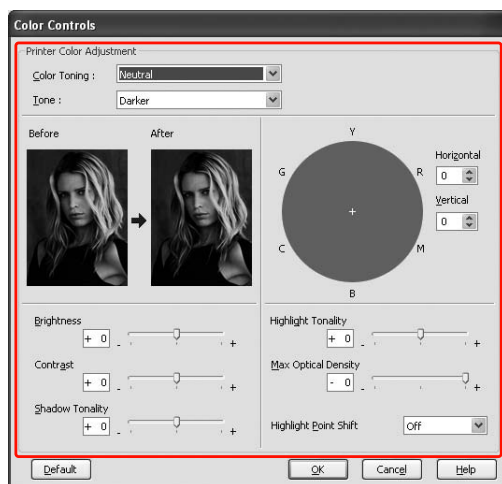 Color Controls
Printer Color Adjustment
Color Toning : Neutral
Tone : Darker
Before After
Y
G R
C M
B
Horizontal
0
Vertical
0
Brightness
+ 0 - +
Contrast
+ 0 - +
Shadow Tonality
+ 0 - +
Highlight Tonality
+ 0 - +
Max Optical Density
- 0 - +
Highlight Point Shift Off
Default OK Cancel Help